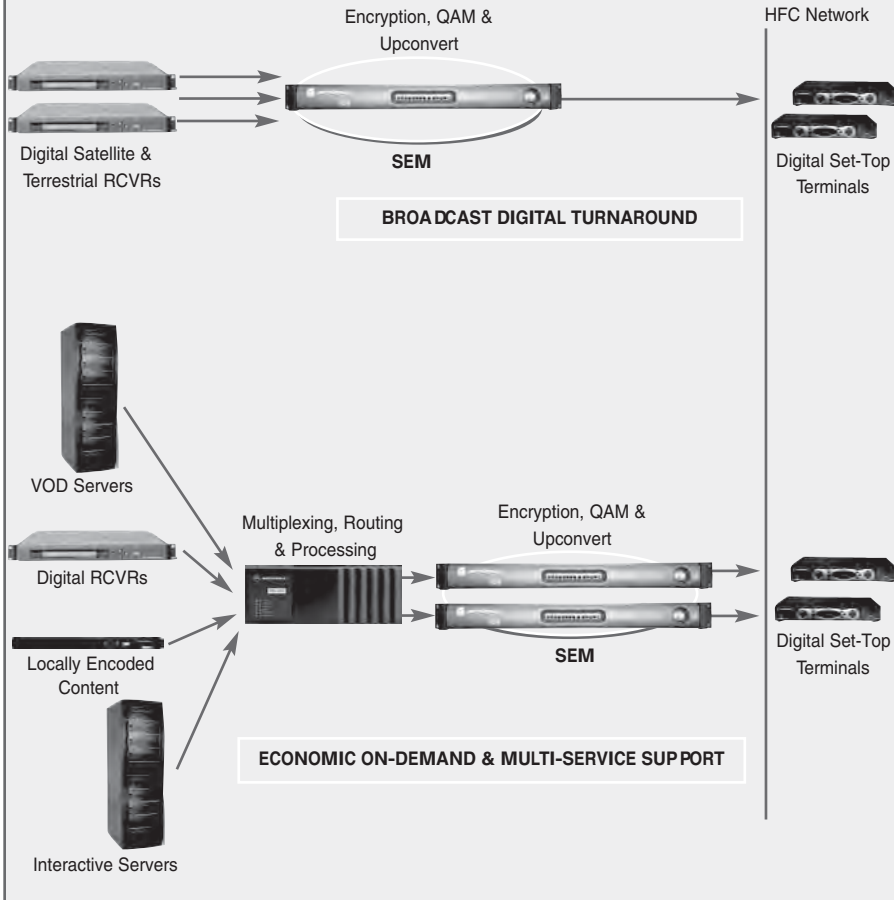 Encryption, QAM &
Upconvert
HFC Network
Digital Satellite &
Terrestrial RCVRs
SEM
Digital Set-Top
Terminals
BROADCAST DIGITAL TURNAROUND
VOD Servers
Digital RCVRs
Multiplexing, Routing
& Processing
Encryption, QAM &
Upconvert
Locally Encoded
Content
SEM
Digital Set-Top
Terminals
ECONOMIC ON-DEMAND & MULTI-SERVICE SUPPORT
Interactive Servers